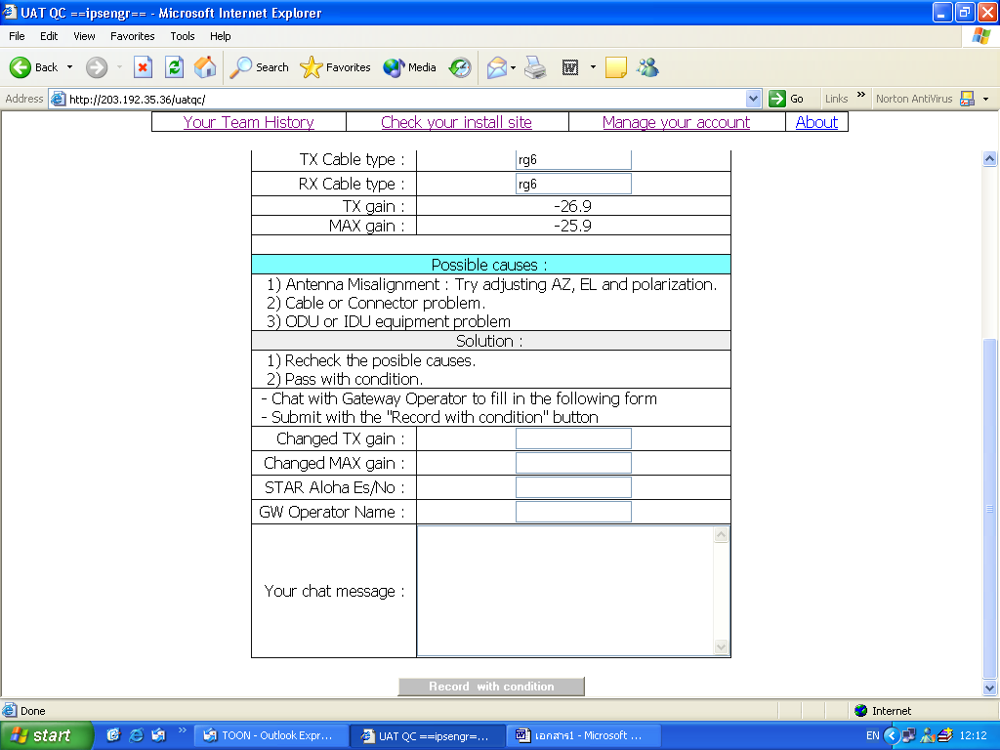 UAT QC ==ipsengr== - Microsoft Internet Explorer
File Edit View Favorites Tools Help
Back Search Favorites Media
Address http://203.192.35.36/uatqc/ Go Links » Norton AntiVirus
Your Team History Check your install site Manage your account About
TX Cable type : rg6
RX Cable type : rg6
TX gain : -26.9
MAX gain : -25.9
Possible causes :
1) Antenna Misalignment : Try adjusting AZ, EL and polarization.
2) Cable or Connector problem.
3) ODU or IDU equipment problem
Solution :
1) Recheck the posible causes.
2) Pass with condition.
- Chat with Gateway Operator to fill in the following form
- Submit with the "Record with condition" button
Changed TX gain :
Changed MAX gain :
STAR Aloha Es/No :
GW Operator Name :
Your chat message :
Record with condition
Done Internet
start » TOON - Outlook Expr... UAT QC ==ipsengr=... เอกสาร1 - Microsoft ... EN 12:12